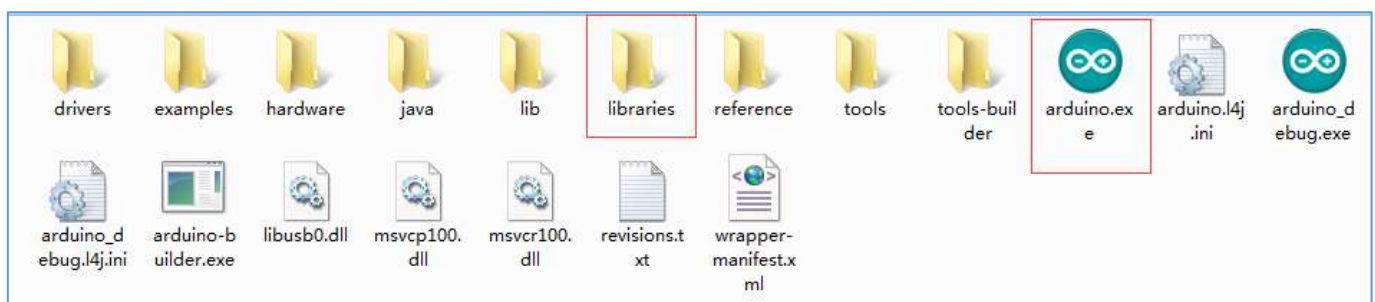 drivers examples hardware java lib libraries reference tools tools-buil arduino.ex arduino.l4j arduino_d
der e .ini ebug.exe
arduino_d arduino-b libusb0.dll msvcp100. msvcr100. revisions.t wrapper-
ebug.l4j.ini uilder.exe dll dll xt manifest.x
ml